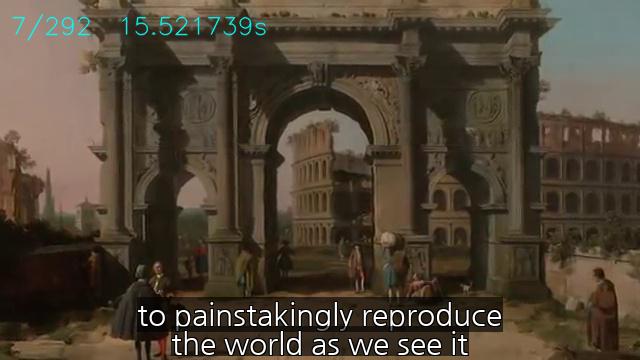 7/292 15.521739s
to painstakingly reproduce
the world as we see it